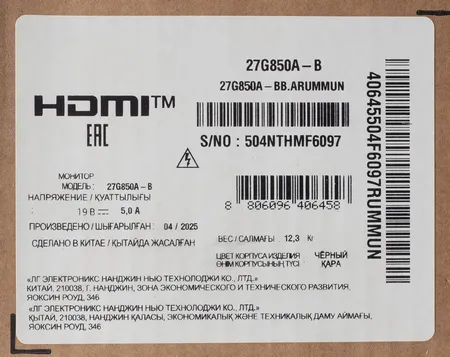 27G850A-B
27G850A-BB.ARUMMUN
HDMI™
EAC
S/NO : 504NTHMF6097
40645504F6097RUMMUN
МОНИТОР
МОДЕЛЬ: 27G850A-B
НАПРЯЖЕНИЕ / ҚУАТТЫЛЫҒЫ
19 В 5,0 А
8 806096 406458
ПРОИЗВЕДЕНО / ШЫҒАРЫЛҒАН : 04 / 2025
СДЕЛАНО В КИТАЕ / ҚЫТАЙДА ЖАСАЛҒАН
ВЕС / САЛМАҒЫ 12,3 Кг
ЦВЕТ КОРПУСА ИЗДЕЛИЯ ЧЁРНЫЙ
ӨНІМ КОРПУСЫНЫҢ ТҮСІ : ҚАРА
«ЛГ ЭЛЕКТРОНИКС НАНДЖИН НЬЮ ТЕХНОЛОДЖИ КО., ЛТД.»
КИТАЙ, 210038, Г. НАНДЖИН, ЗОНА ЭКОНОМИЧЕСКОГО И ТЕХНИЧЕСКОГО РАЗВИТИЯ.
ЯОКСИН РОУД, 346
«ЛГ ЭЛЕКТРОНИКС НАНДЖИН НЬЮ ТЕХНОЛОДЖИ КО., ЛТД.»
ҚЫТАЙ, 210038, НАНДЖИН ҚАЛАСЫ, ЭКОНОМИКАЛЫҚ ЖӘНЕ ТЕХНИКАЛЫҚ ДАМУ АЙМАҒЫ,
ЯОКСИН РОУД, 346